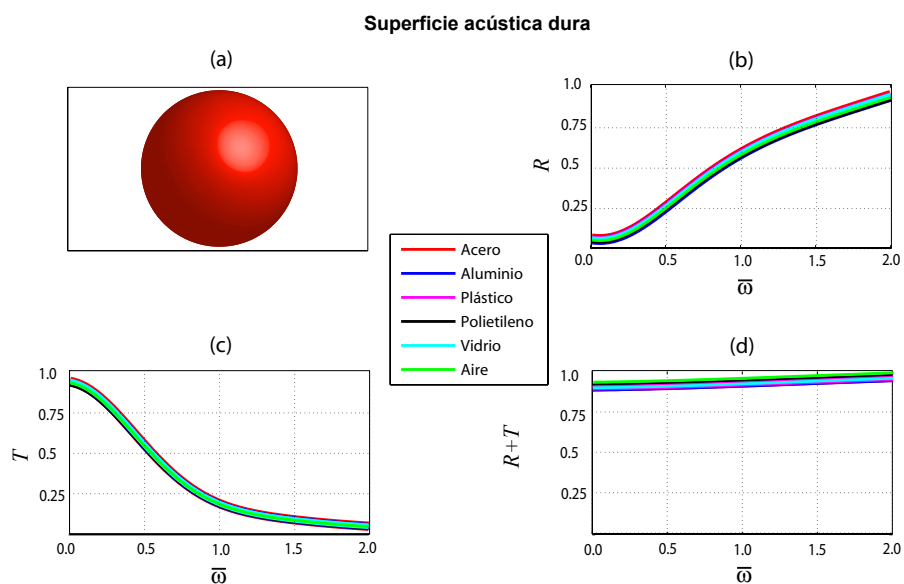 Superficie acústica dura
(a)
(b)
1.0
0.75
0.5
0.25
R
0.0
0.5
1.0
1.5
2.0
ω̅
Acero
Aluminio
Plástico
Polietileno
Vidrio
Aire
(c)
1.0
0.75
0.5
0.25
T
0.0
0.5
1.0
1.5
2.0
ω̅
(d)
1.0
0.75
0.5
0.25
R+T
0.0
0.5
1.0
1.5
2.0
ω̅